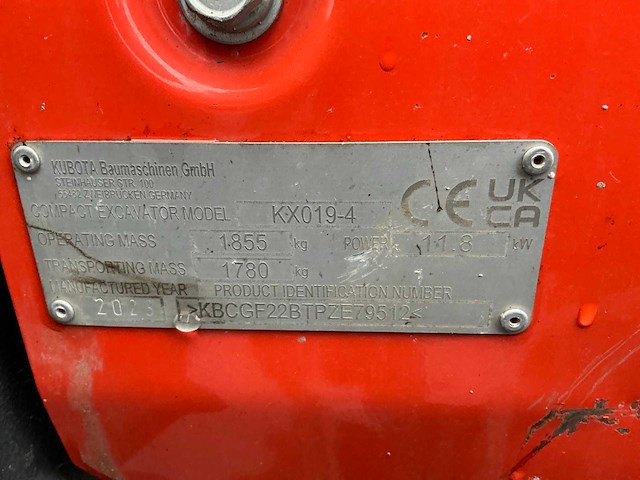 KUBOTA Baumaschinen GmbH
STEINHAUSER STR. 100
66482 ZWEIBRÜCKEN GERMANY
COMPACT EXCAVATOR MODEL KX019-4
OPERATING MASS 1855 kg POWER 11.8 kW
TRANSPORTING MASS 1780 kg
MANUFACTURED YEAR PRODUCT IDENTIFICATION NUMBER
2023 >KBCGF22BTPZE79512<
CE UK CA